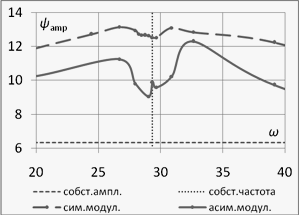 14
ψamp
12
10
8
6
ω
20 25 30 35 40
собст.ампл. собст.частота
сим.модул. асим.модул.